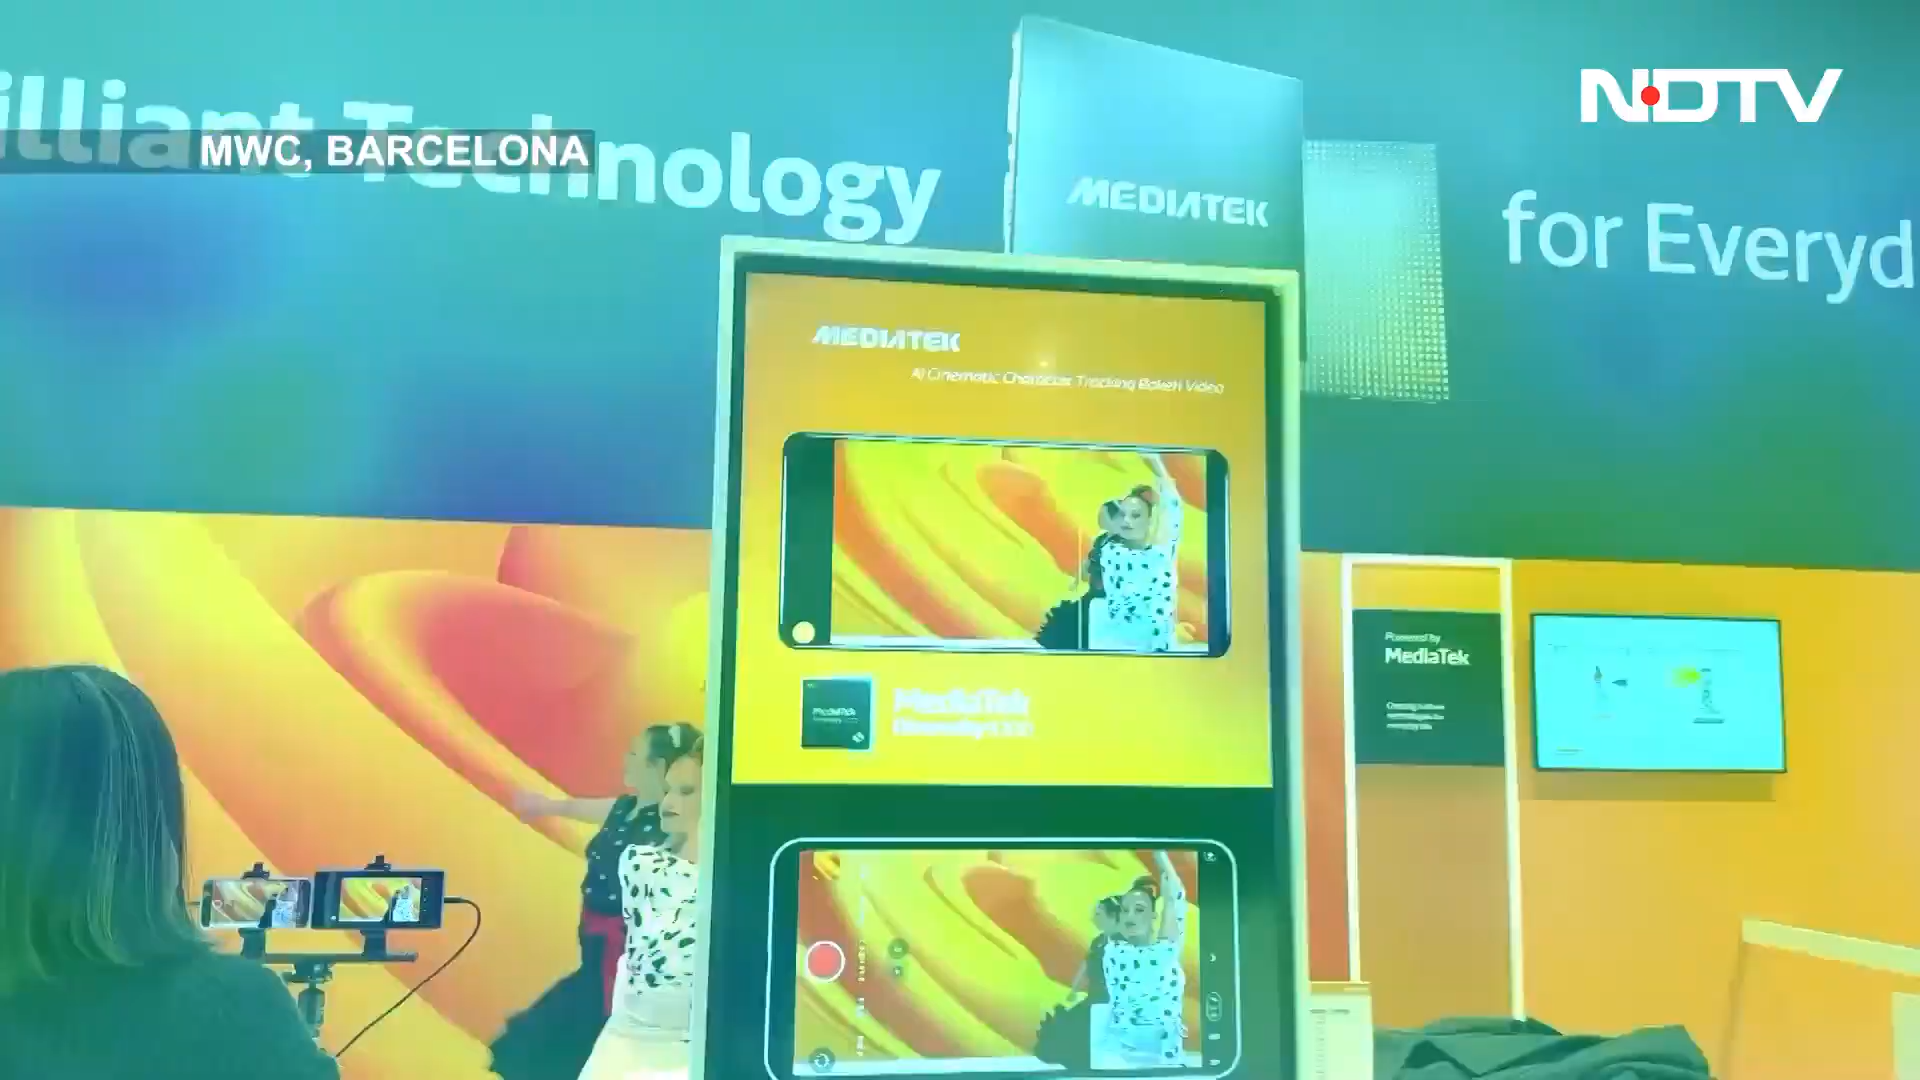 NDTV
illiant Technology
MWC, BARCELONA
MEDIATEK
for Everyd
MEDIATEK
AI Cinematic Character Tracking Bokeh Video
MediaTek
MediaTek
Powered by
MediaTek